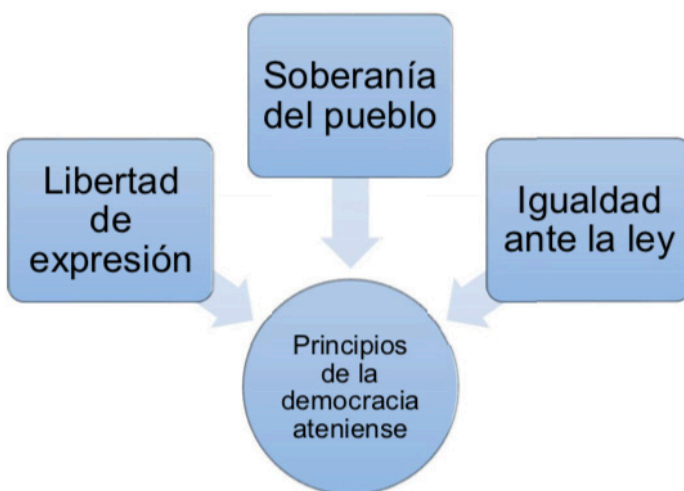 Soberanía
del pueblo
Libertad
de
expresión
Igualdad
ante la ley
Principios
de la
democracia
ateniense